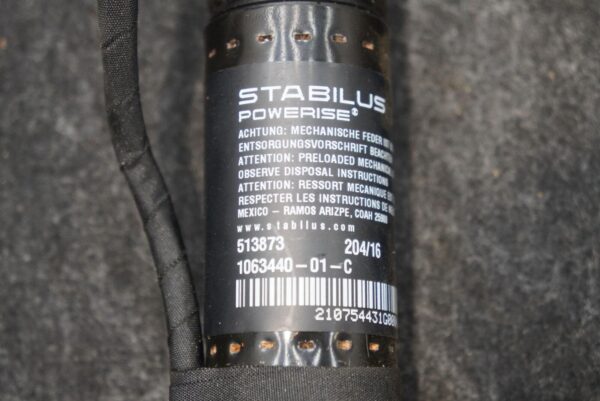 STABILUS
POWERISE®
ACHTUNG: MECHANISCHE FEDER
ENTSORGUNGSVORSCHRIFT
ATTENTION: PRELOADED
OBSERVE DISPOSAL INSTRUCTIONS
ATTENTION: RESSORT MECANIQUE
RESPECTER LES INSTRUCTIONS DE
MEXICO - RAMOS ARIZPE, COAH
www.stabilus.com
513873 204/16
1063440-01-C